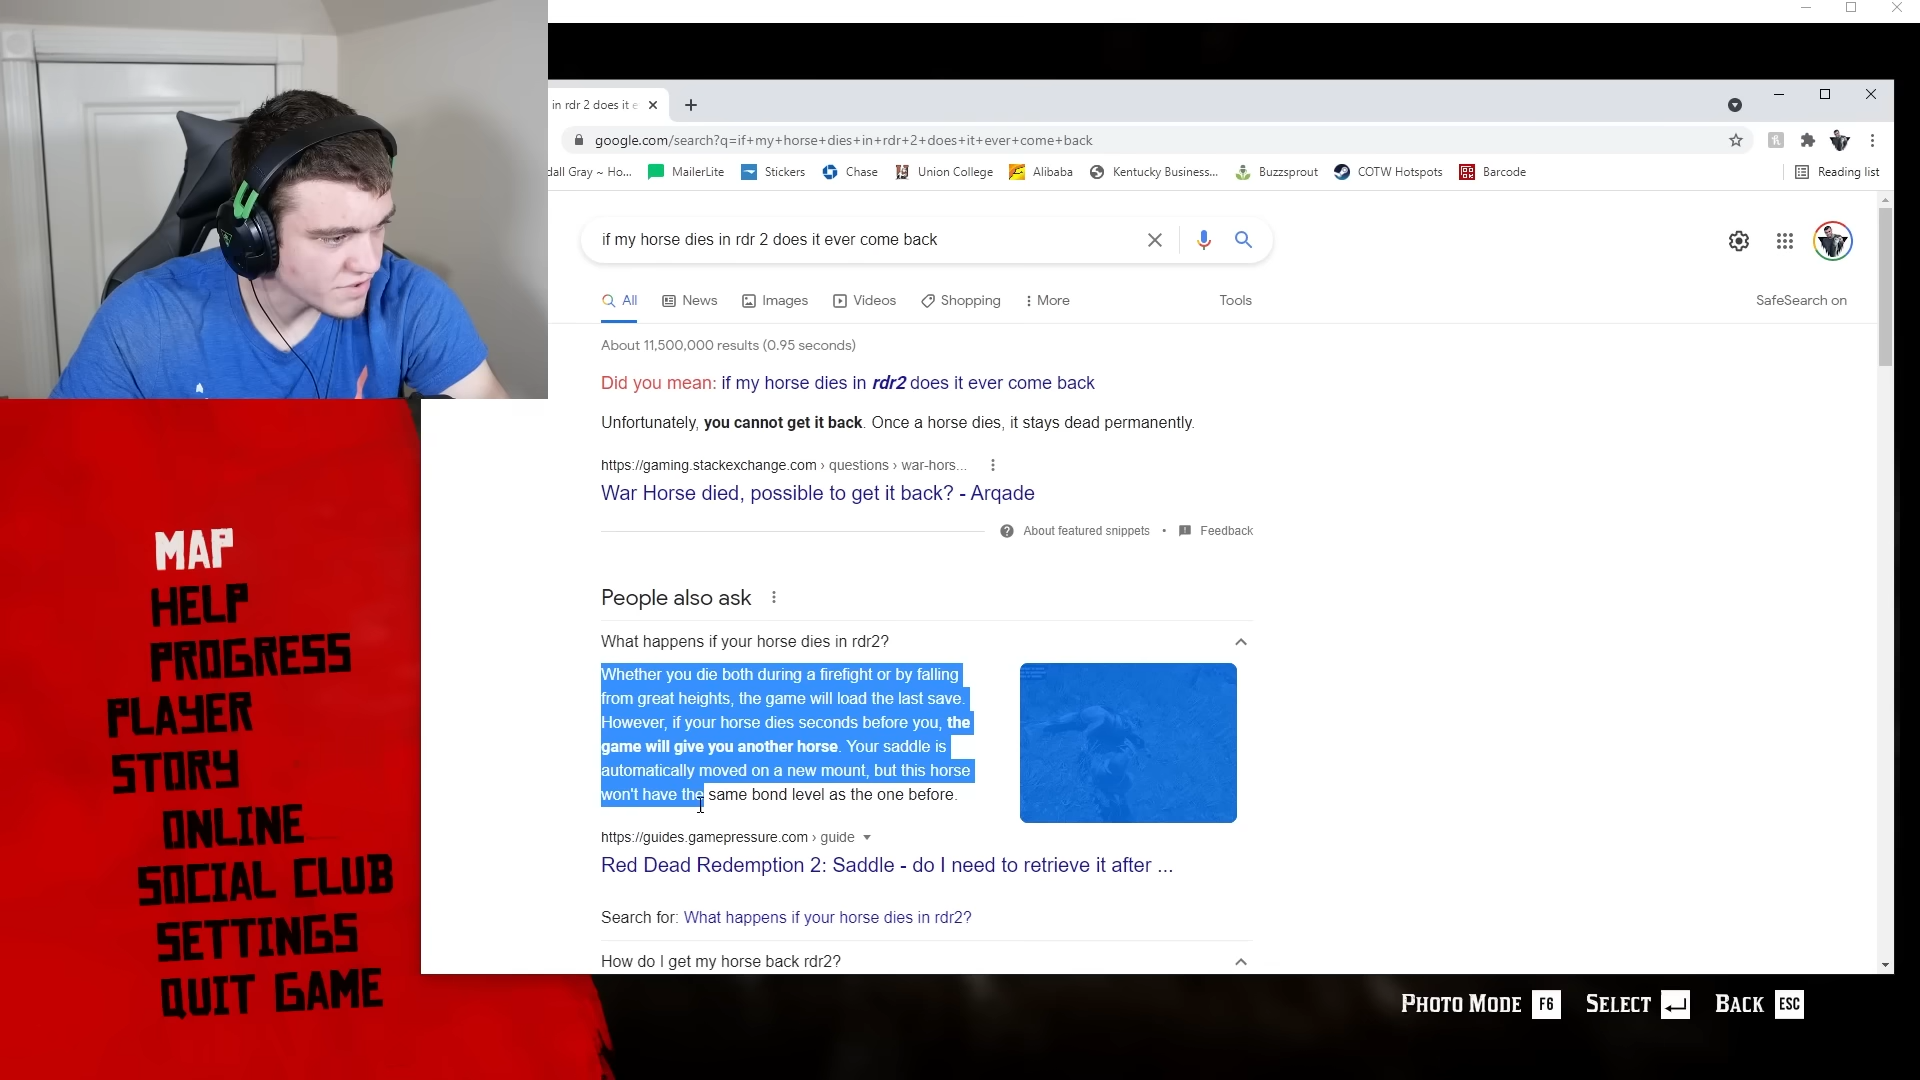 in rdr 2 does it e
google.com/search?q=if+my+horse+dies+in+rdr+2+does+it+ever+come+back
dall Gray ~ Ho...
MailerLite
Stickers
Chase
Union College
Alibaba
Kentucky Business...
Buzzsprout
COTW Hotspots
Barcode
Reading list
if my horse dies in rdr 2 does it ever come back
All
News
Images
Videos
Shopping
More
Tools
SafeSearch on
About 11,500,000 results (0.95 seconds)
Did you mean: if my horse dies in rdr2 does it ever come back
Unfortunately, you cannot get it back. Once a horse dies, it stays dead permanently.
https://gaming.stackexchange.com › questions › war-hors...
War Horse died, possible to get it back? - Arqade
About featured snippets • Feedback
People also ask
What happens if your horse dies in rdr2?
Whether you die both during a firefight or by falling
from great heights, the game will load the last save.
However, if your horse dies seconds before you, the
game will give you another horse. Your saddle is
automatically moved on a new mount, but this horse
won't have the same bond level as the one before.
https://guides.gamepressure.com › guide
Red Dead Redemption 2: Saddle - do I need to retrieve it after ...
Search for: What happens if your horse dies in rdr2?
How do I get my horse back rdr2?
MAP
HELP
PROGRESS
PLAYER
STORY
ONLINE
SOCIAL CLUB
SETTINGS
QUIT GAME
PHOTO MODE F6
SELECT
BACK ESC